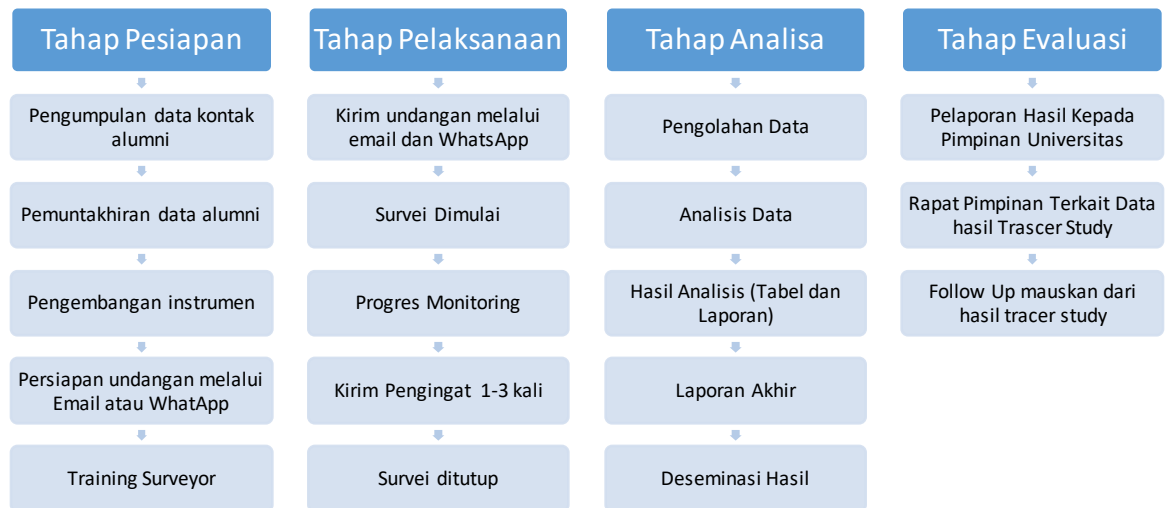 Tahap Pesiapan
Pengumpulan data kontak
alumni
Pemuntakhiran data alumni
Pengembangan instrumen
Persiapan undangan melalui
Email atau WhatApp
Training Surveyor
Tahap Pelaksanaan
Kirim undangan melalui
email dan WhatsApp
Survei Dimulai
Progres Monitoring
Kirim Pengingat 1-3 kali
Survei ditutup
Tahap Analisa
Pengolahan Data
Analisis Data
Hasil Analisis (Tabel dan
Laporan)
Laporan Akhir
Deseminasi Hasil
Tahap Evaluasi
Pelaporan Hasil Kepada
Pimpinan Universitas
Rapat Pimpinan Terkait Data
hasil Trascer Study
Follow Up mauskan dari
hasil tracer study